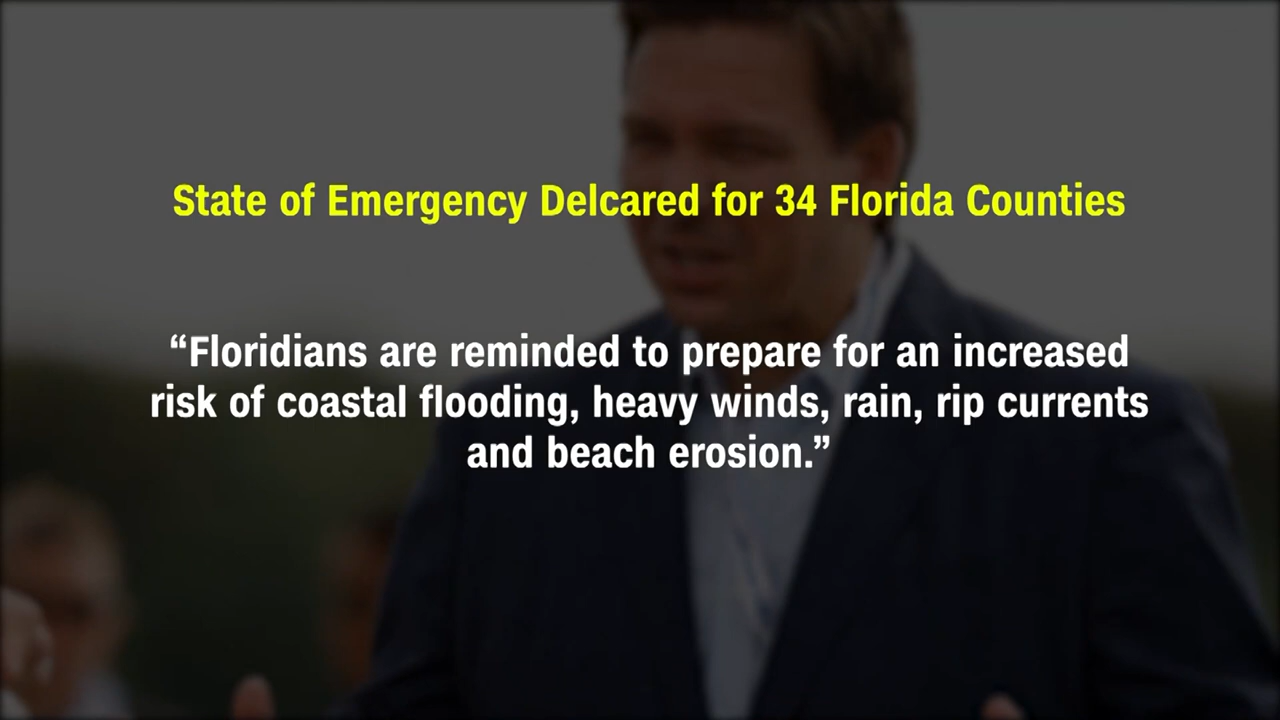 State of Emergency Delcared for 34 Florida Counties
“Floridians are reminded to prepare for an increased
risk of coastal flooding, heavy winds, rain, rip currents
and beach erosion.”